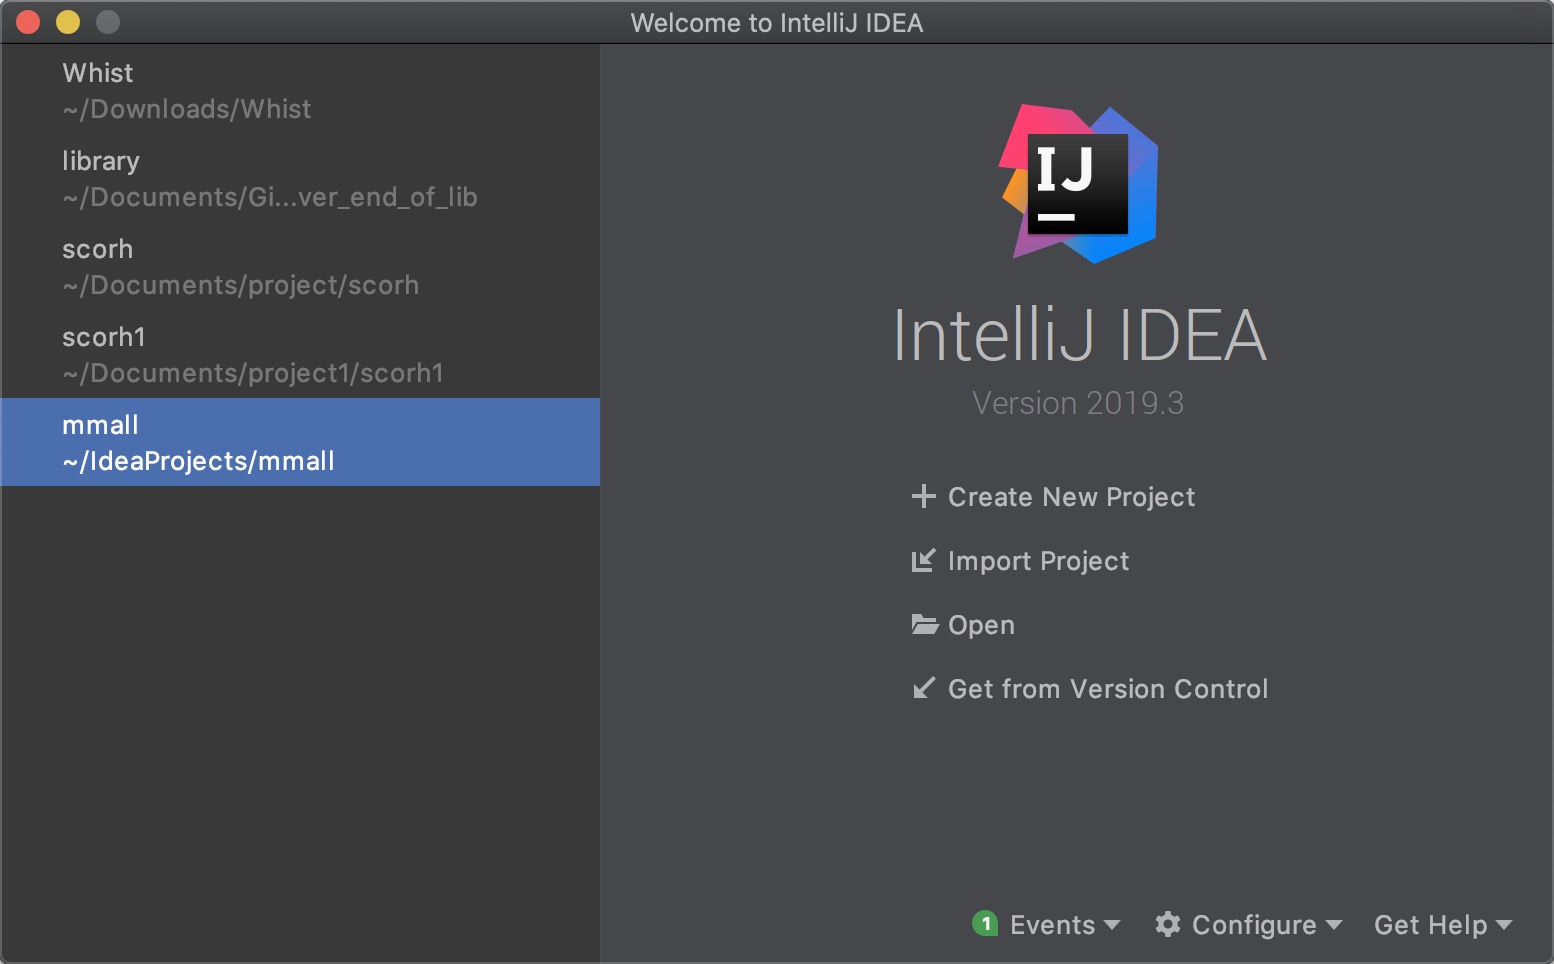 Welcome to IntelliJ IDEA
Whist
~/Downloads/Whist
library
~/Documents/Gi...ver_end_of_lib
scorh
~/Documents/project/scorh
scorh1
~/Documents/project1/scorh1
mmall
~/IdeaProjects/mmall
IJ
IntelliJ IDEA
Version 2019.3
Create New Project
Import Project
Open
Get from Version Control
1 Events Configure Get Help